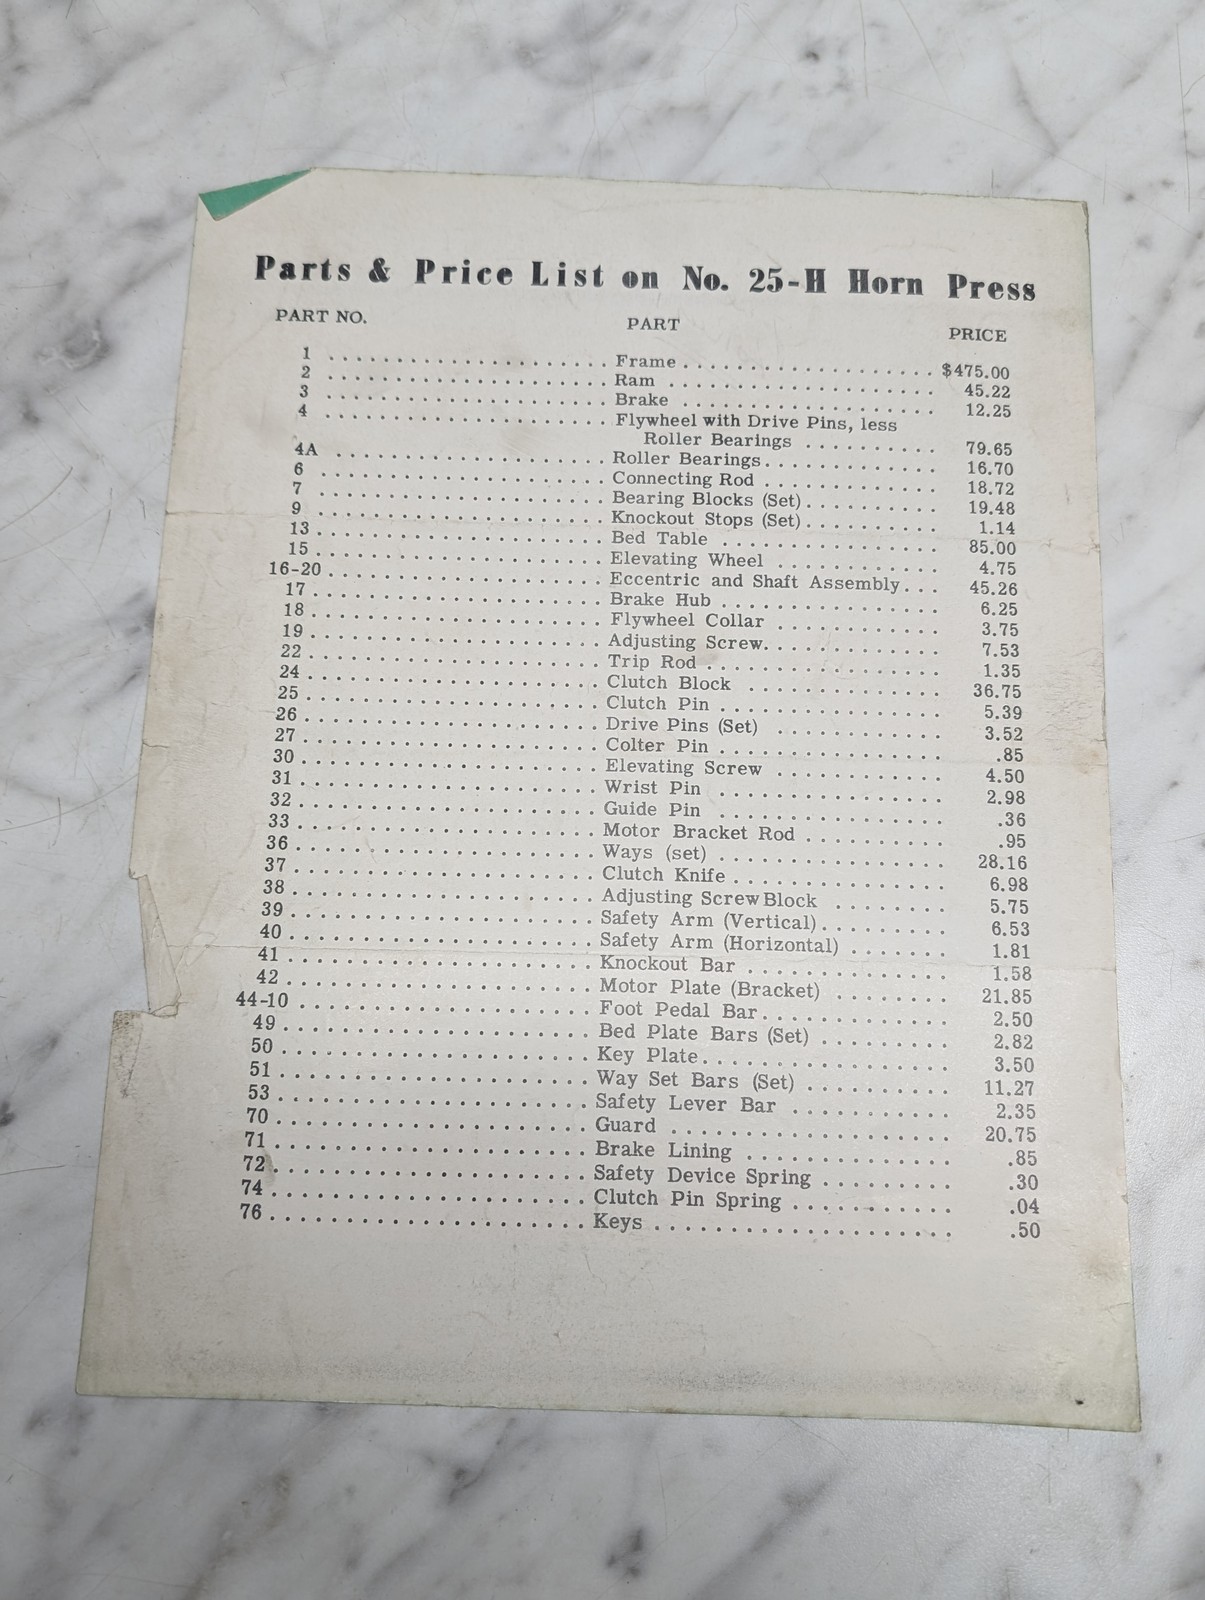 Parts & Price List on No. 25-H Horn Press
PART NO. PART PRICE
1 .................... Frame .................. $475.00
2 .................... Ram .................... 45.22
3 .................... Brake .................. 12.25
4 .................... Flywheel with Drive Pins, less
Roller Bearings .......... 79.65
4A .................... Roller Bearings ............. 16.70
6 .................... Connecting Rod ............. 18.72
7 .................... Bearing Blocks (Set) .......... 19.48
9 .................... Knockout Stops (Set) .......... 1.14
13 .................... Bed Table ................ 85.00
15 .................... Elevating Wheel ............ 4.75
16-20 .................... Eccentric and Shaft Assembly ... 45.26
17 .................... Brake Hub ................ 6.25
18 .................... Flywheel Collar ............ 3.75
19 .................... Adjusting Screw ............. 7.53
22 .................... Trip Rod ................. 1.35
24 .................... Clutch Block .............. 36.75
25 .................... Clutch Pin ................ 5.39
26 .................... Drive Pins (Set) ............ 3.52
27 .................... Colter Pin ................ .85
30 .................... Elevating Screw ............ 4.50
31 .................... Wrist Pin ................ 2.98
32 .................... Guide Pin ................ .36
33 .................... Motor Bracket Rod .......... .95
36 .................... Ways (set) ................ 28.16
37 .................... Clutch Knife ............... 6.98
38 .................... Adjusting Screw Block ........ 5.75
39 .................... Safety Arm (Vertical) ......... 6.53
40 .................... Safety Arm (Horizontal) ....... 1.81
41 .................... Knockout Bar .............. 1.58
42 .................... Motor Plate (Bracket) ........ 21.85
44-10 .................... Foot Pedal Bar ............. 2.50
49 .................... Bed Plate Bars (Set) ......... 2.82
50 .................... Key Plate ................. 3.50
51 .................... Way Set Bars (Set) .......... 11.27
53 .................... Safety Lever Bar ........... 2.35
70 .................... Guard ................... 20.75
71 .................... Brake Lining .............. .85
72 .................... Safety Device Spring ......... .30
74 .................... Clutch Pin Spring ........... .04
76 .................... Keys .................... .50